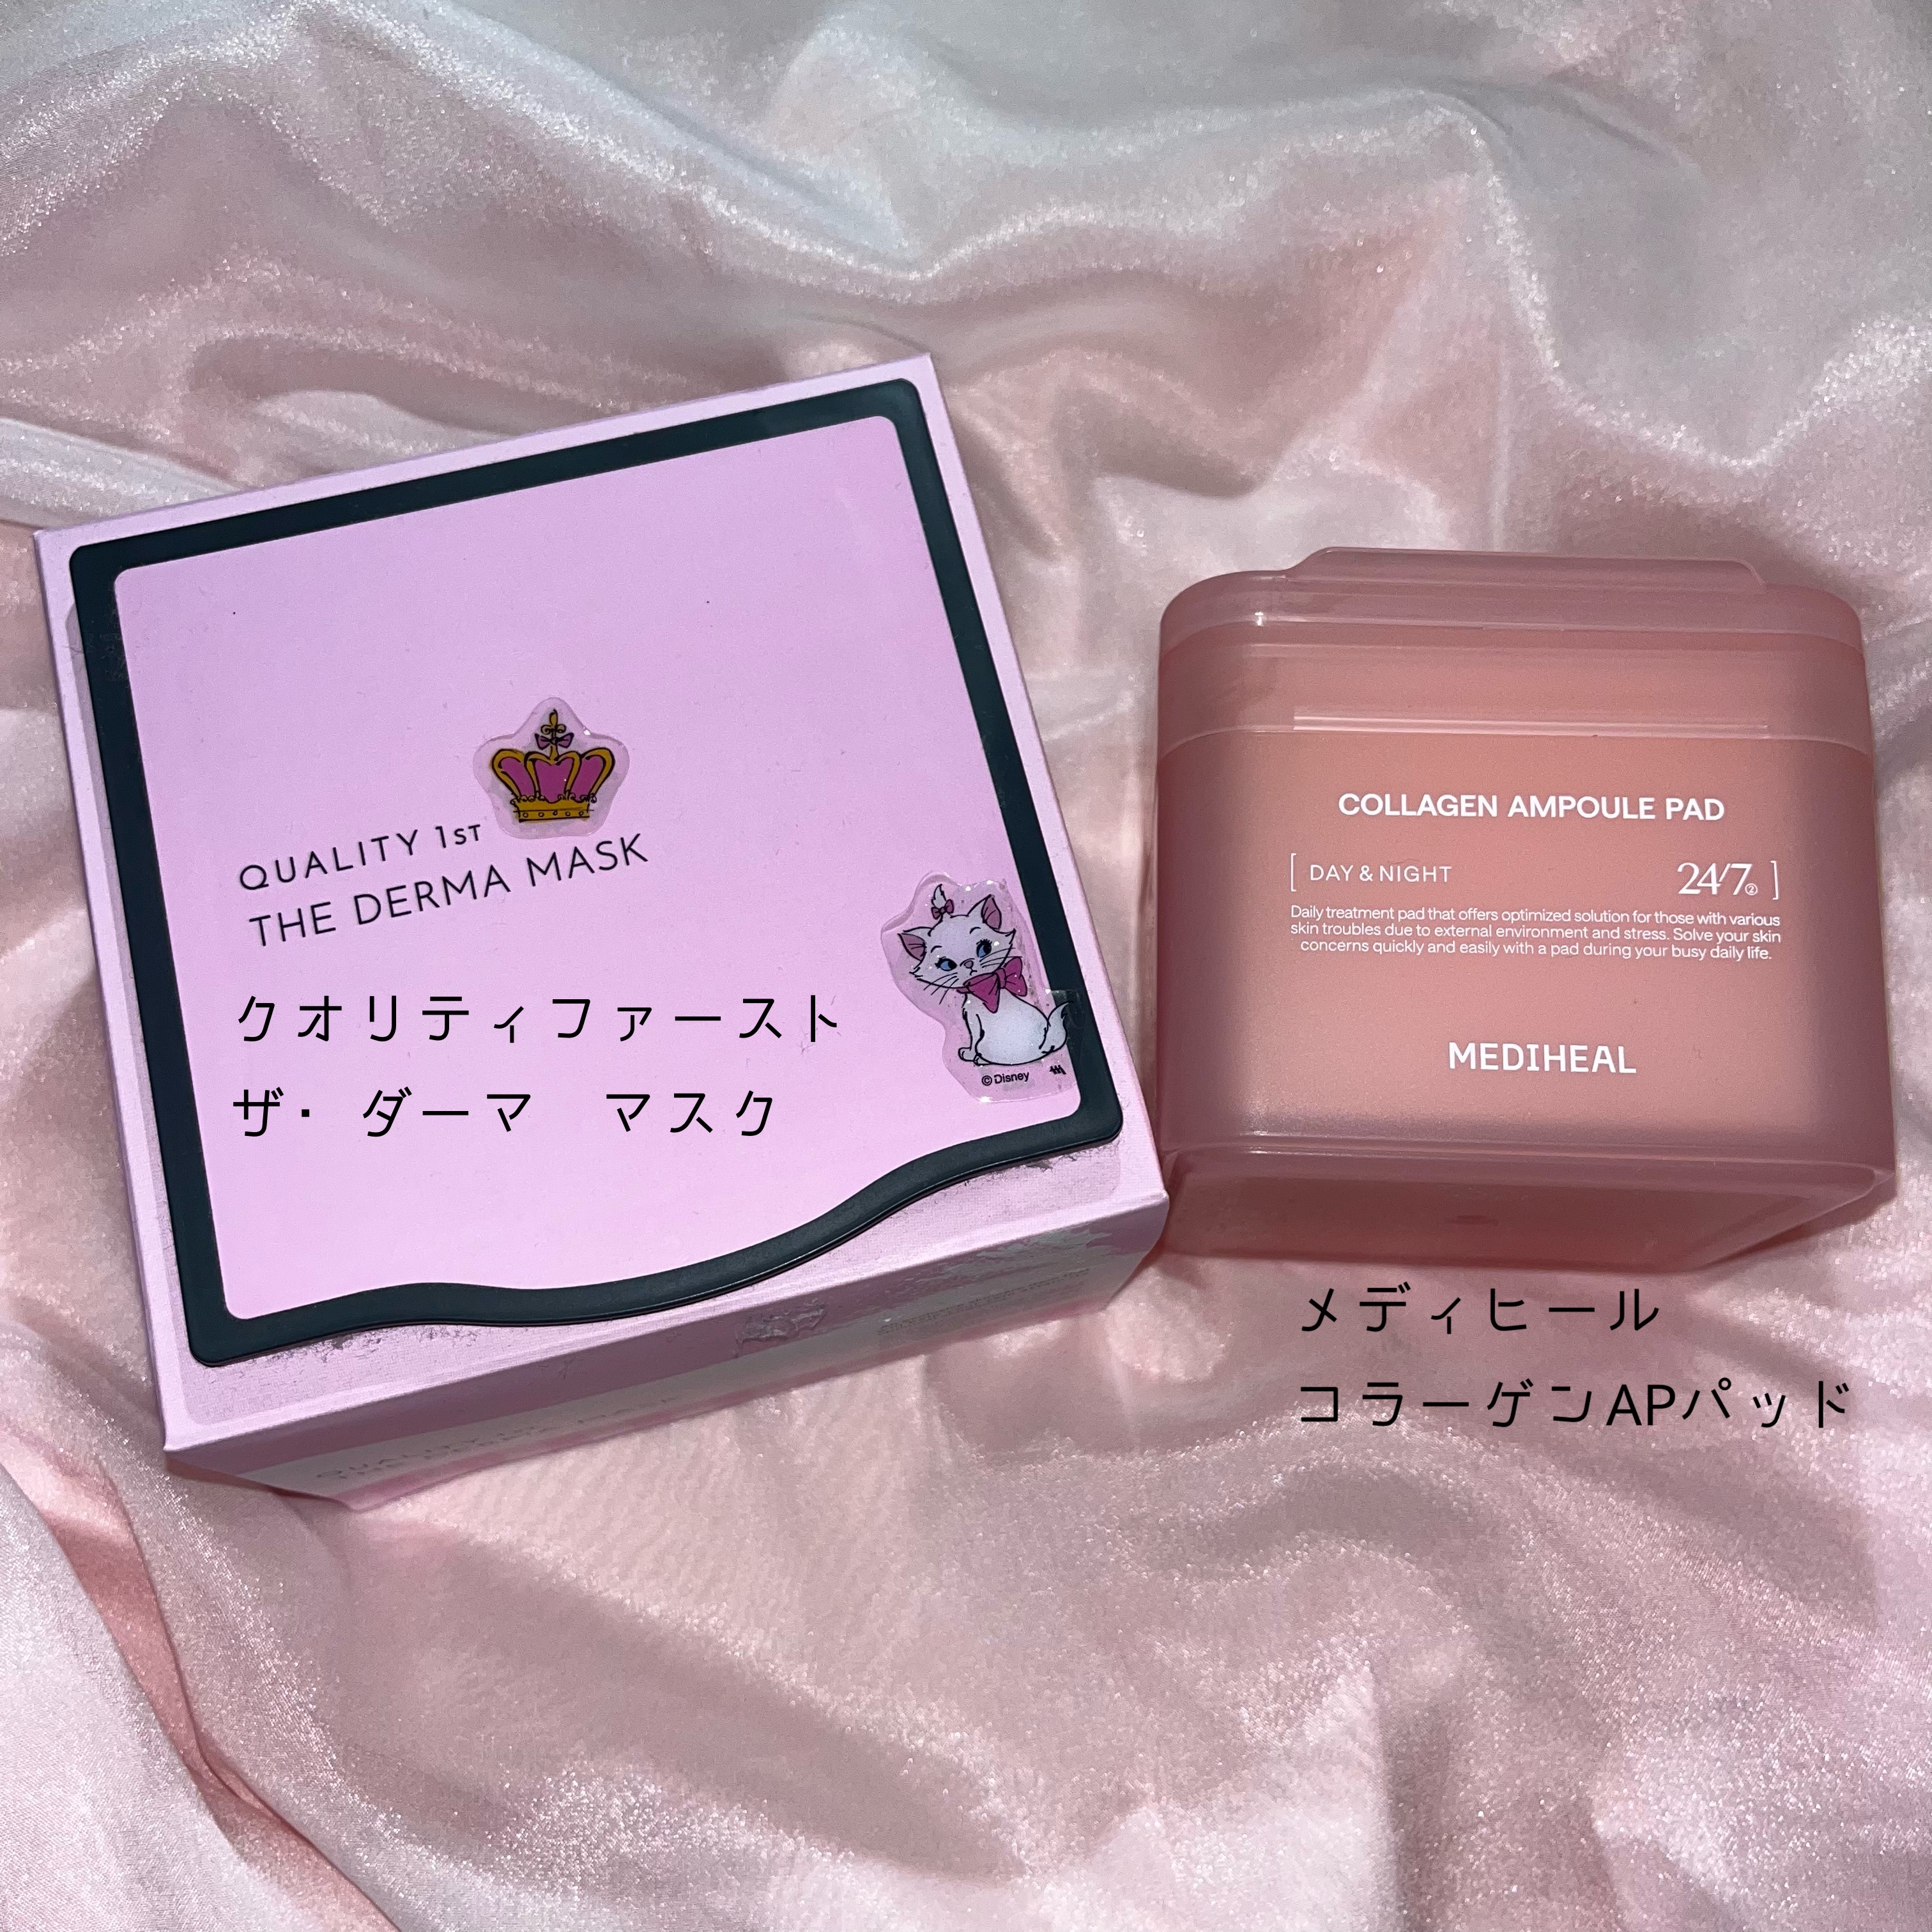 QUALITY 1ST
THE DERMA MASK
クオリティファースト
ザ・ダーマ　マスク
©Disney
COLLAGEN AMPOULE PAD
[ DAY & NIGHT 24/7② ]
Daily treatment pad that offers optimized solution for those with various
skin troubles due to external environment and stress. Solve your skin
concerns quickly and easily with a pad during your busy daily life.
MEDIHEAL
メディヒール
コラーゲンAPパッド
QUALITY 1ST